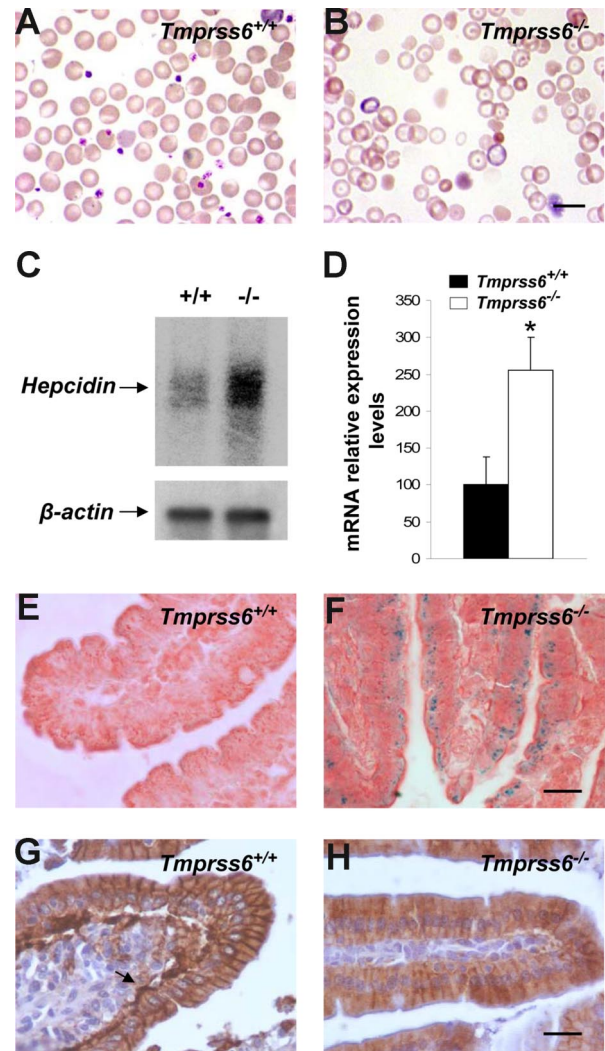 A
Tmprss6+/+
B
Tmprss6-/-
C
+/+ -/-
Hepcidin
β-actin
D
Tmprss6+/+
Tmprss6-/-
mRNA relative expression
levels
350
300
250
200
150
100
50
0
*
E
Tmprss6+/+
F
Tmprss6-/-
G
Tmprss6+/+
H
Tmprss6-/-